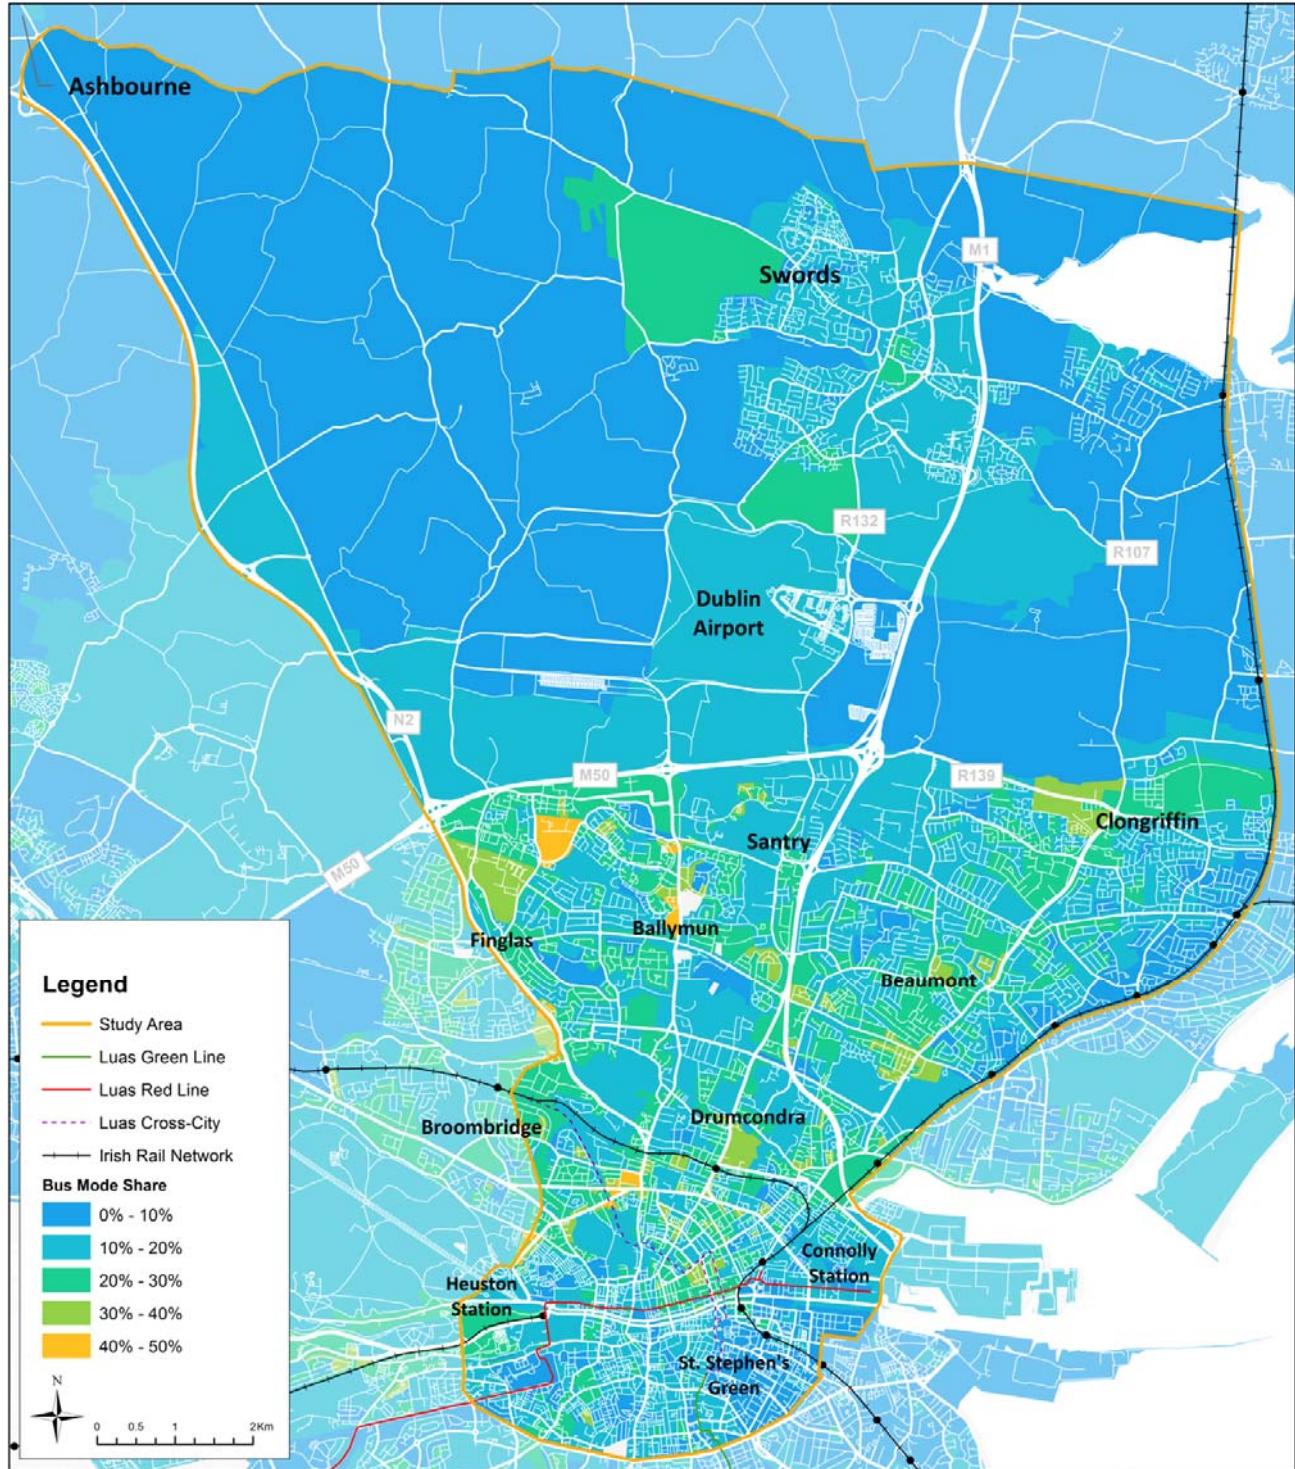 Ashbourne
M1
Swords
R132
R107
Dublin
Airport
N2
M50
R139
Clongriffin
Santry
M50
Ballymun
Finglas
Beaumont
Drumcondra
Broombridge
Connolly
Station
Heuston
Station
St. Stephen's
Green
Legend
Study Area
Luas Green Line
Luas Red Line
Luas Cross-City
Irish Rail Network
Bus Mode Share
0% - 10%
10% - 20%
20% - 30%
30% - 40%
40% - 50%
N
0 0.5 1 2Km